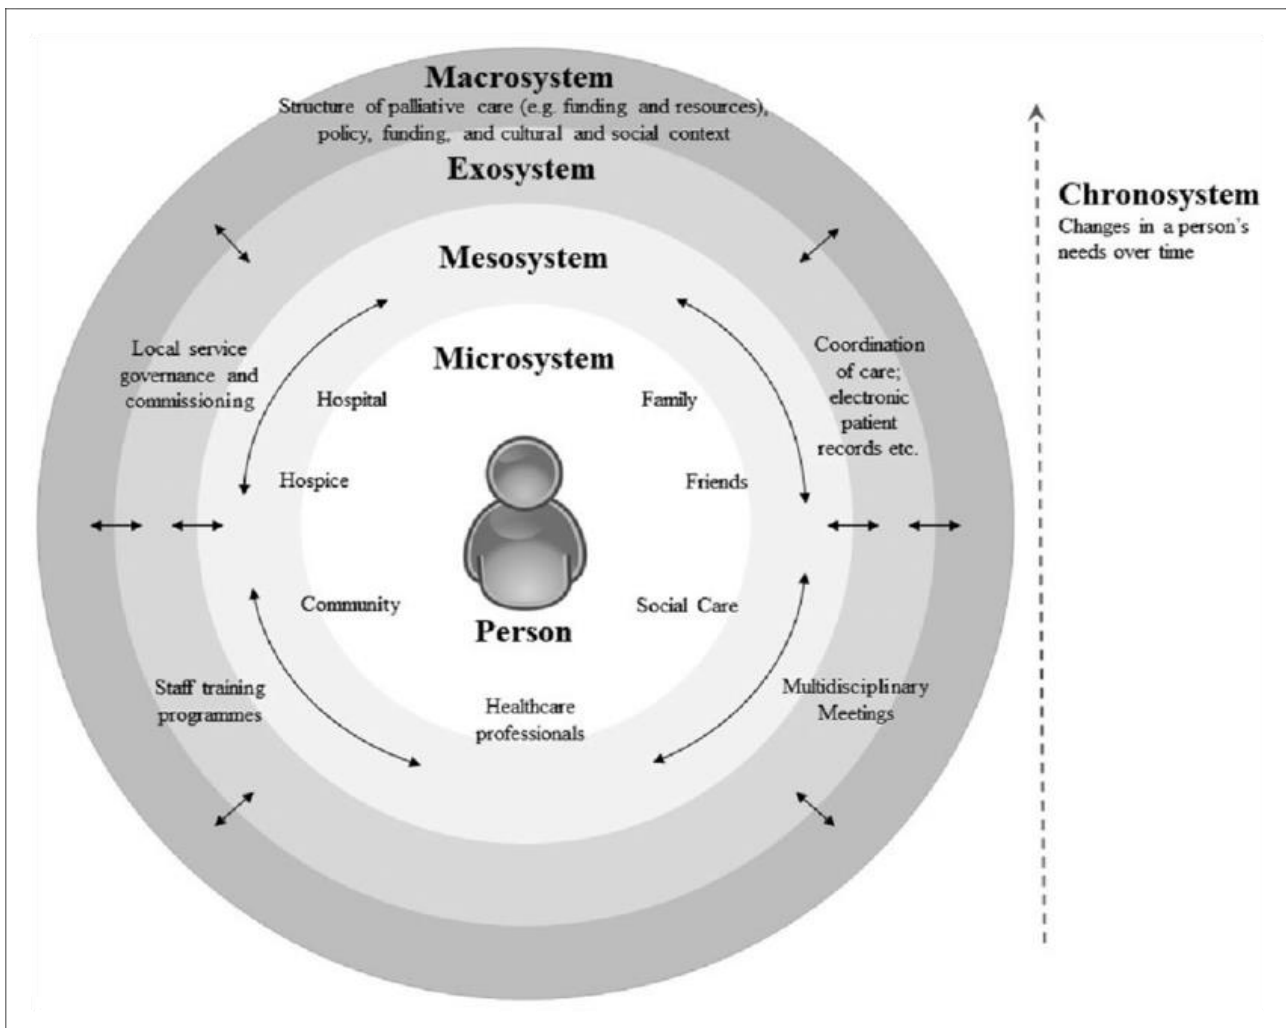 Macrosystem
Structure of palliative care (e.g. funding and resources),
policy, funding, and cultural and social context
Exosystem
Mesosystem
Microsystem
Local service
governance and
commissioning
Hospital
Hospice
Community
Staff training
programmes
Family
Friends
Social Care
Person
Healthcare
professionals
Coordination
of care;
electronic
patient
records etc.
Multidisciplinary
Meetings
Chronosystem
Changes in a person's
needs over time